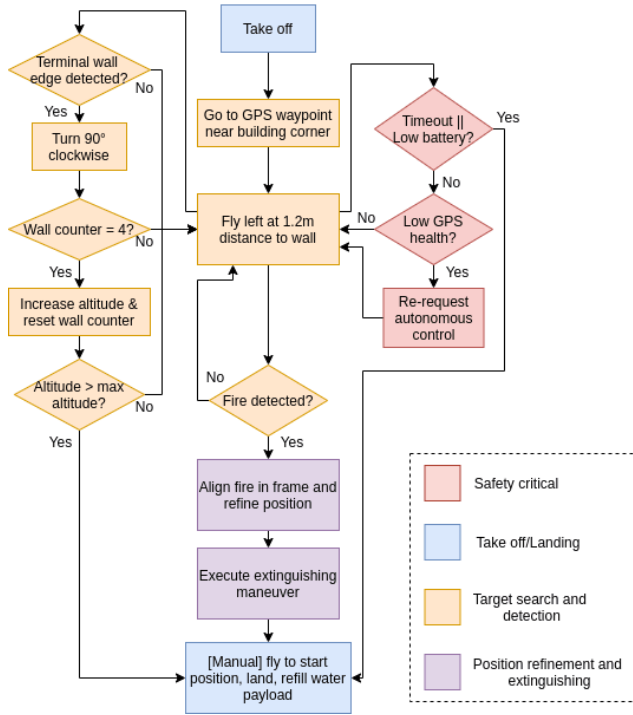 Take off
Terminal wall
edge detected?
No
Yes
Turn 90°
clockwise
Wall counter = 4?
No
Yes
Increase altitude &
reset wall counter
Altitude > max
altitude?
No
Yes
Go to GPS waypoint
near building corner
Fly left at 1.2m
distance to wall
No
Fire detected?
Yes
Align fire in frame and
refine position
Execute extinguishing
maneuver
[Manual] fly to start
position, land, refill water
payload
Timeout ||
Low battery?
Yes
No
Low GPS
health?
No
Yes
Re-request
autonomous
control
Safety critical
Take off/Landing
Target search and
detection
Position refinement and
extinguishing